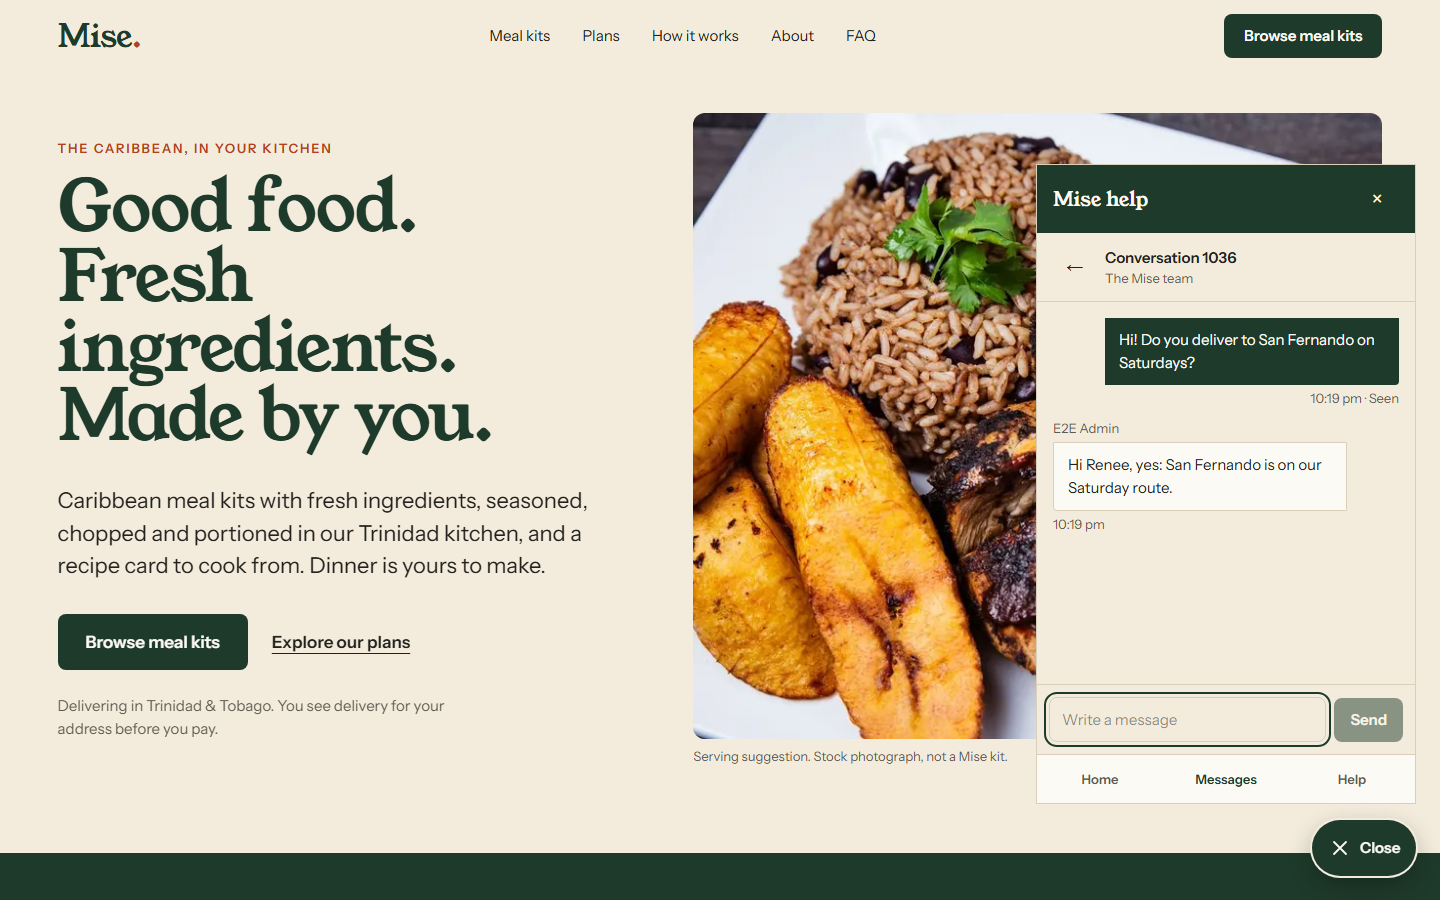 Mise.
Meal kits
Plans
How it works
About
FAQ
Browse meal kits
THE CARIBBEAN, IN YOUR KITCHEN
Good food.
Fresh
ingredients.
Made by you.
Caribbean meal kits with fresh ingredients, seasoned,
chopped and portioned in our Trinidad kitchen, and a
recipe card to cook from. Dinner is yours to make.
Browse meal kits
Explore our plans
Delivering in Trinidad & Tobago. You see delivery for your
address before you pay.
Serving suggestion. Stock photograph, not a Mise kit.
Mise help
×
←
Conversation 1036
The Mise team
Hi! Do you deliver to San Fernando on
Saturdays?
10:19 pm · Seen
E2E Admin
Hi Renee, yes: San Fernando is on our
Saturday route.
10:19 pm
Write a message
Send
Home
Messages
Help
Close